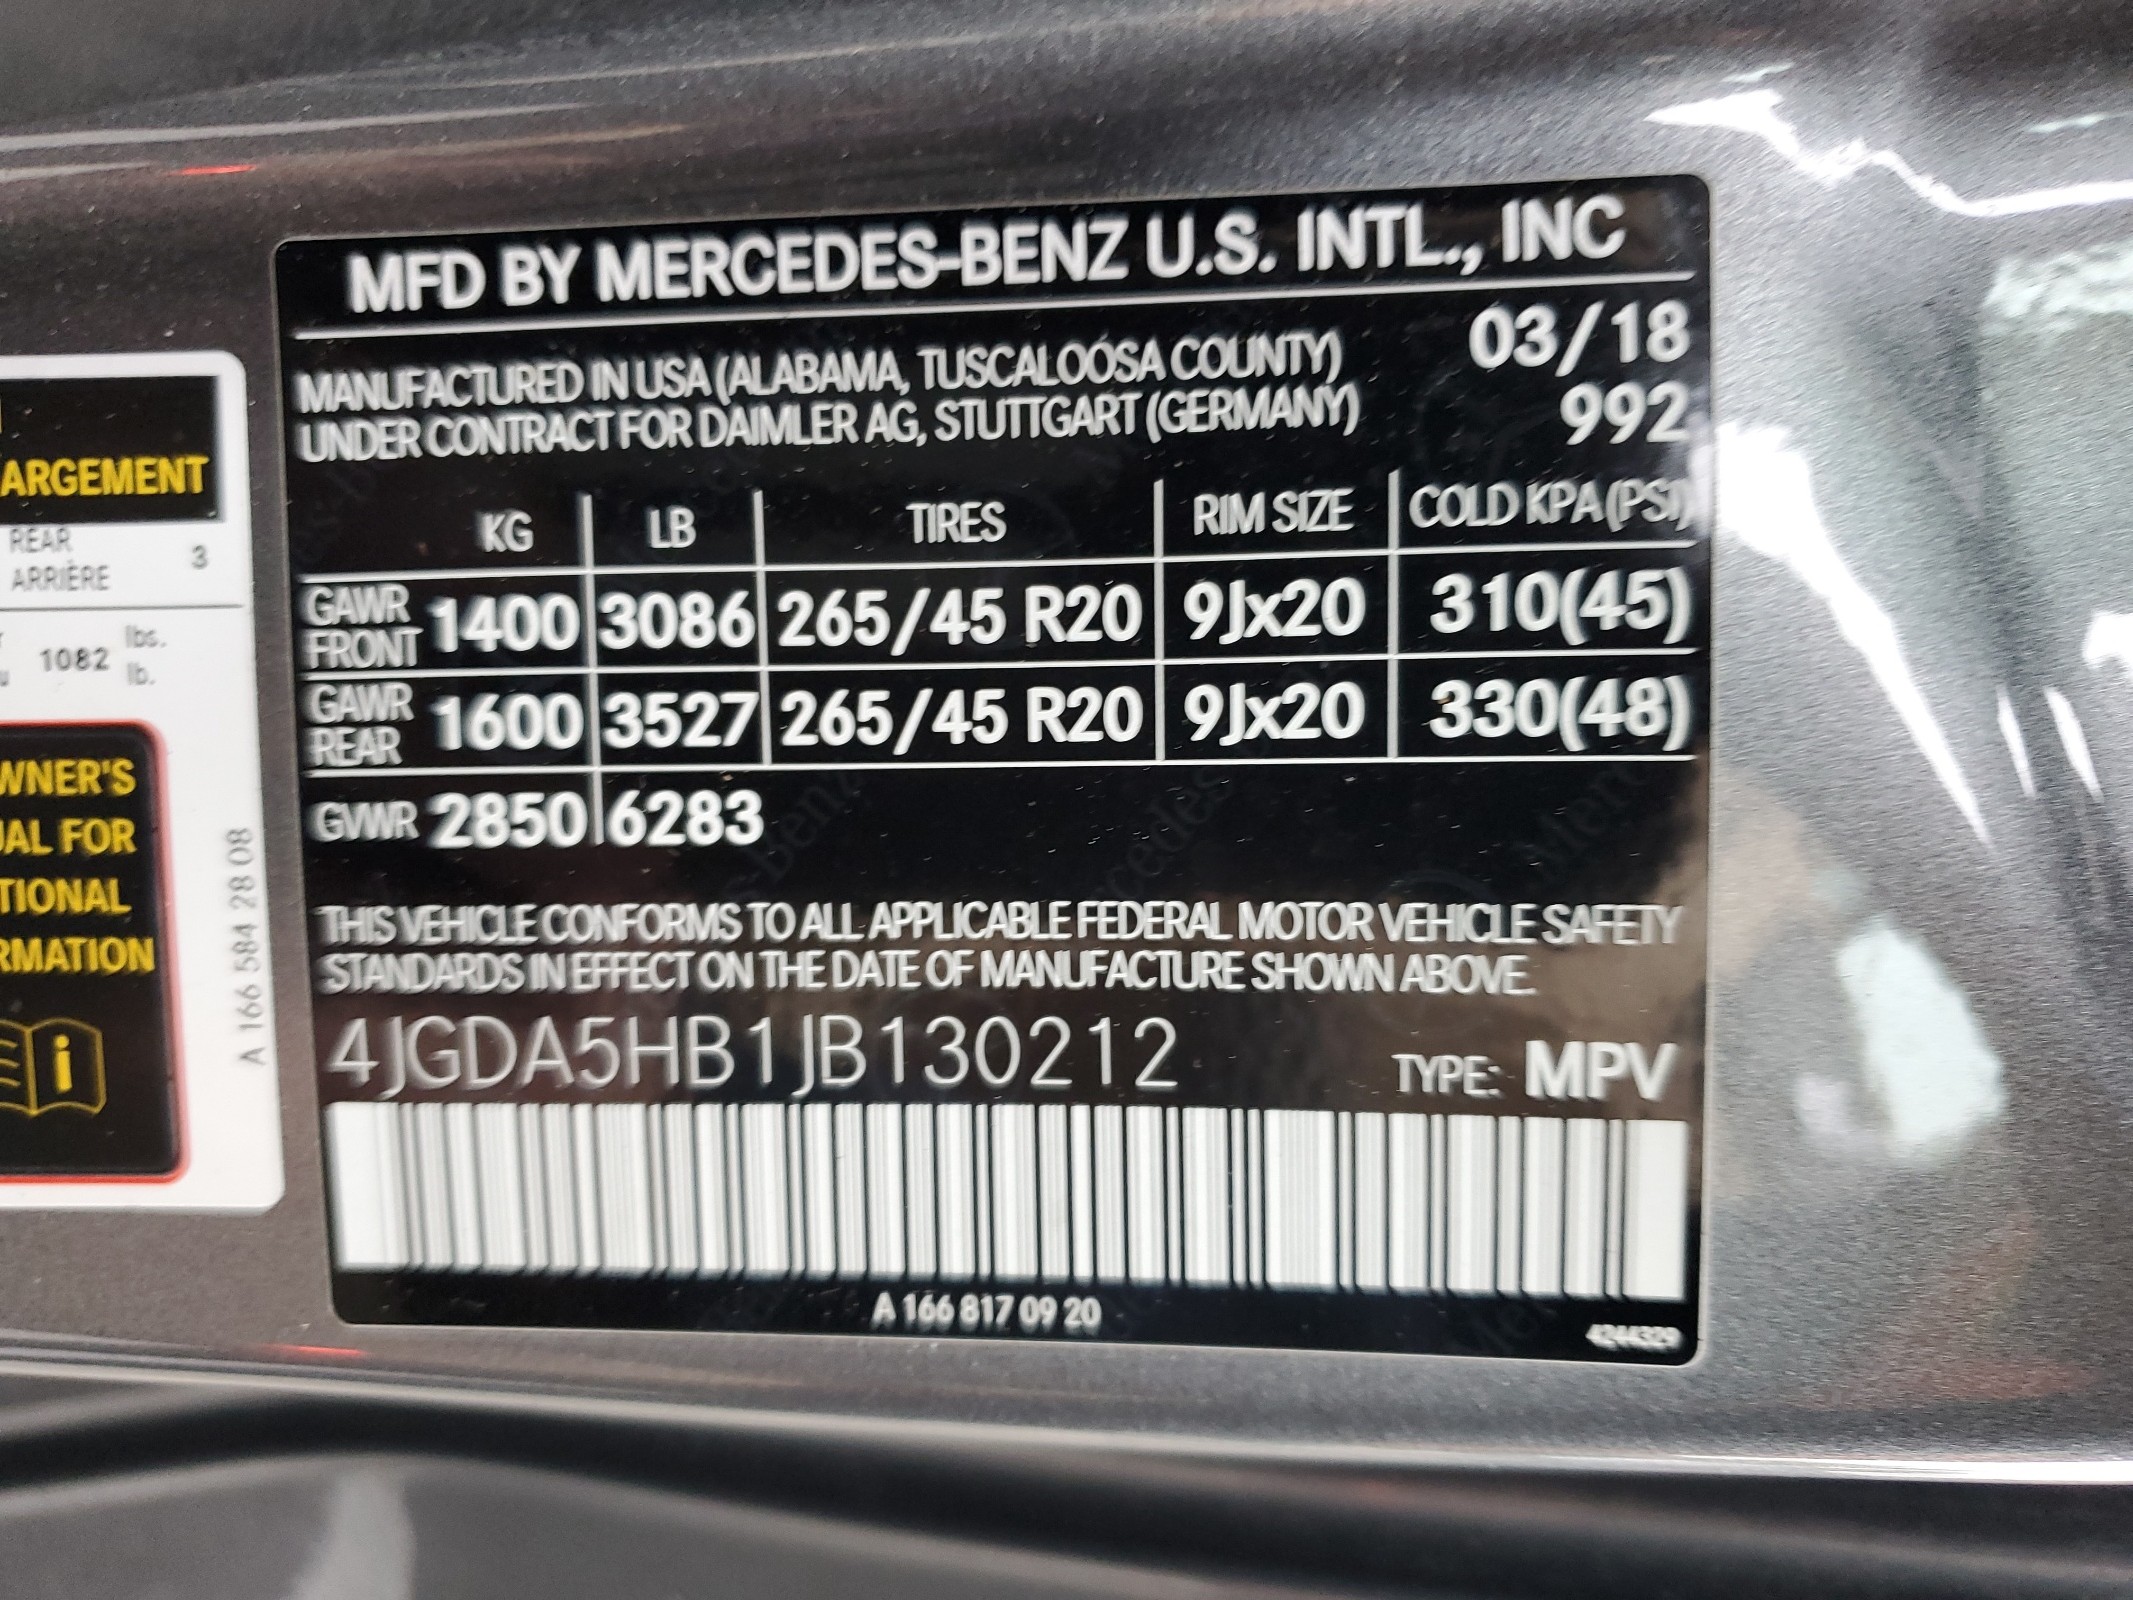 ARGEMENT
REAR
ARRIÈRE
3
1082
lbs.
lb.
WNER'S
UAL FOR
TIONAL
RMATION
i
A 166 584 28 08
MFD BY MERCEDES-BENZ U.S. INTL., INC
MANUFACTURED IN USA (ALABAMA, TUSCALOOSA COUNTY)
03/18
UNDER CONTRACT FOR DAIMLER AG, STUTTGART (GERMANY)
992
KG LB TIRES RIM SIZE COLD KPA (PSI)
GAWR FRONT 1400 3086 265/45 R20 9Jx20 310(45)
GAWR REAR 1600 3527 265/45 R20 9Jx20 330(48)
GVWR 2850 6283
THIS VEHICLE CONFORMS TO ALL APPLICABLE FEDERAL MOTOR VEHICLE SAFETY
STANDARDS IN EFFECT ON THE DATE OF MANUFACTURE SHOWN ABOVE.
4JGDA5HB1JB130212
TYPE: MPV
A 166 817 09 20
4244329